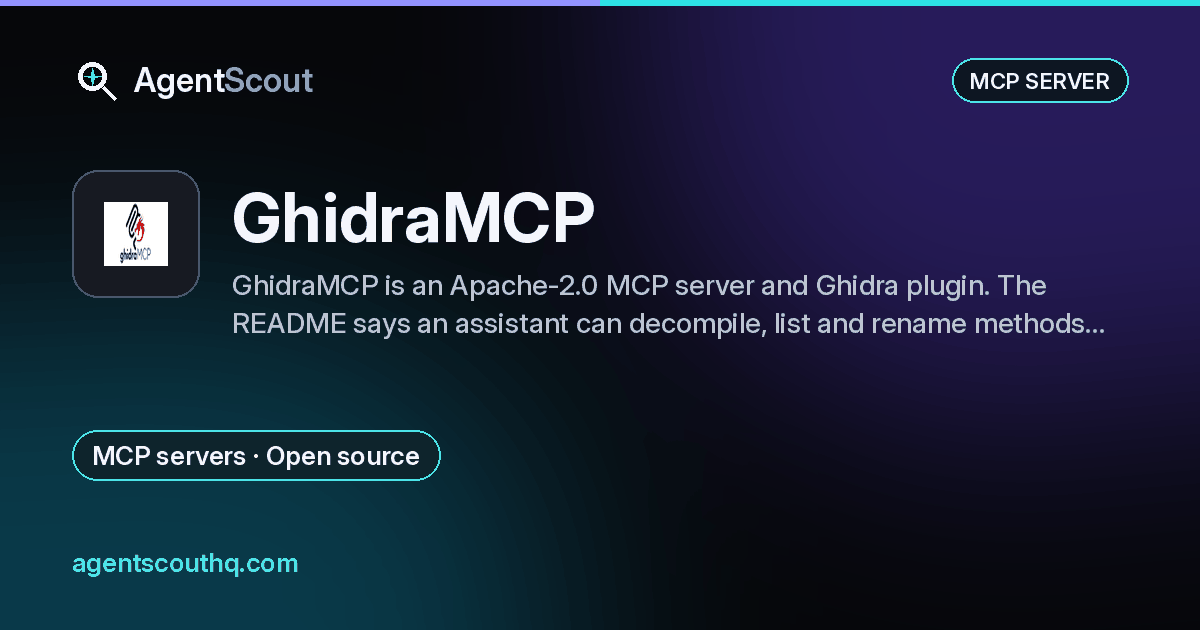 AgentScout
MCP SERVER
ghidraMCP
GhidraMCP
GhidraMCP is an Apache-2.0 MCP server and Ghidra plugin. The
README says an assistant can decompile, list and rename methods...
MCP servers · Open source
agentscouthq.com